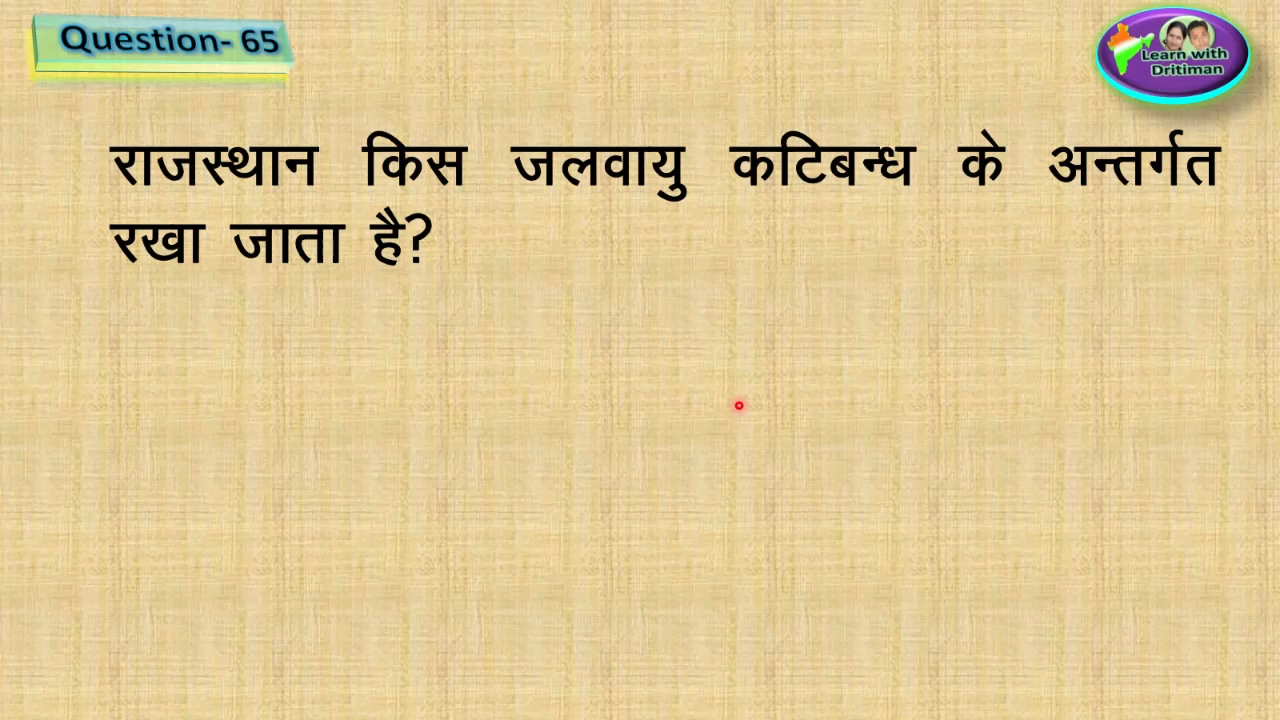 Question- 65
Learn with
Dritiman
राजस्थान किस जलवायु कटिबन्ध के अन्तर्गत
रखा जाता है?